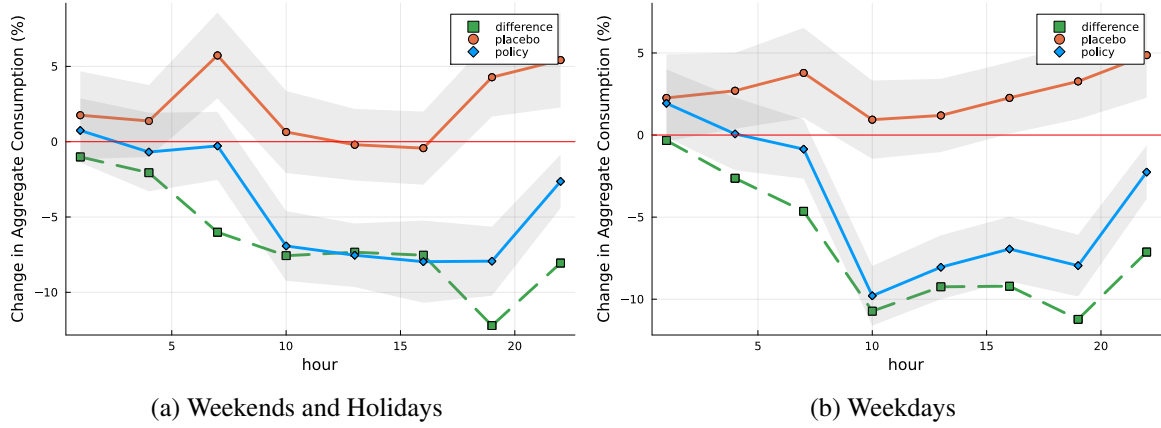 Change in Aggregate Consumption (%)
5
0
−5
−10
difference
placebo
policy
5
10
15
20
hour
(a) Weekends and Holidays
Change in Aggregate Consumption (%)
5
0
−5
−10
difference
placebo
policy
5
10
15
20
hour
(b) Weekdays